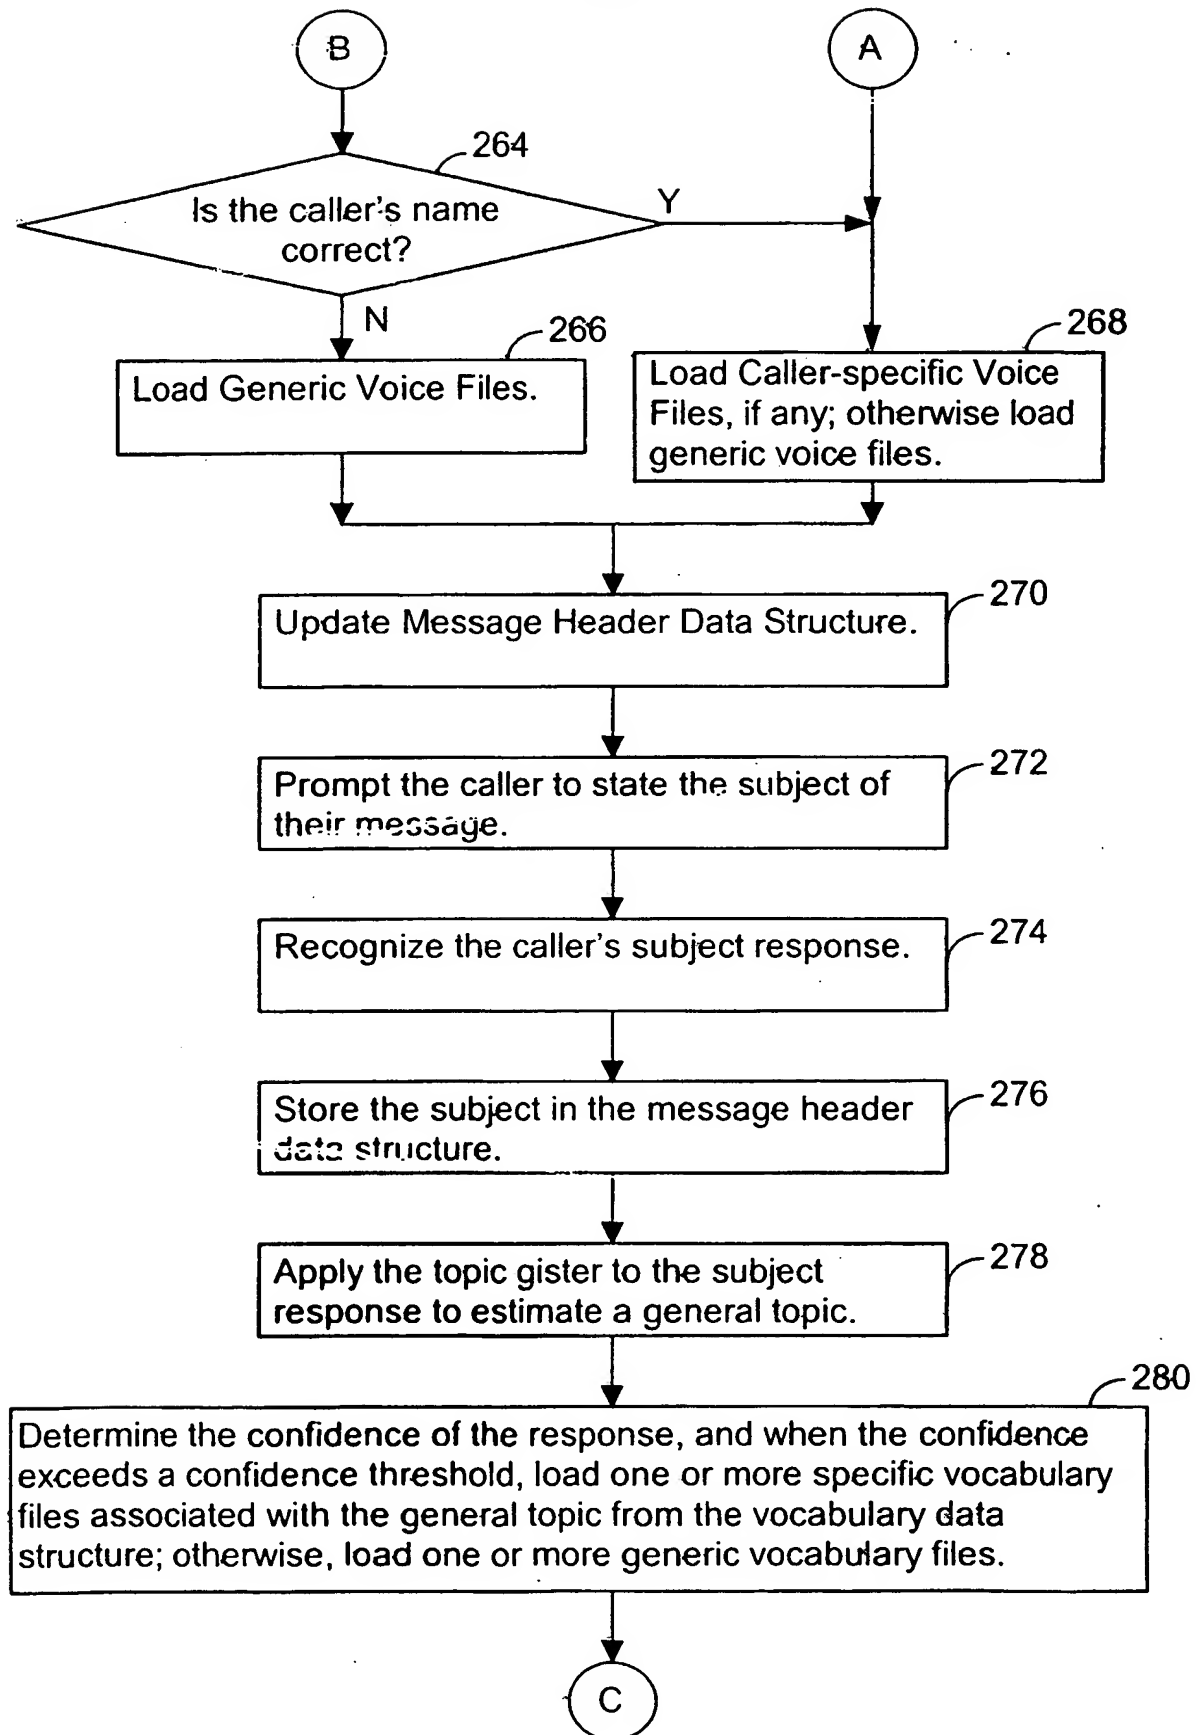 B
A
264
Is the caller's name
correct?
Y
N
266
Load Generic Voice Files.
268
Load Caller-specific Voice
Files, if any; otherwise load
generic voice files.
270
Update Message Header Data Structure.
272
Prompt the caller to state the subject of
their message.
274
Recognize the caller's subject response.
276
Store the subject in the message header
data structure.
278
Apply the topic gister to the subject
response to estimate a general topic.
280
Determine the confidence of the response, and when the confidence
exceeds a confidence threshold, load one or more specific vocabulary
files associated with the general topic from the vocabulary data
structure; otherwise, load one or more generic vocabulary files.
C